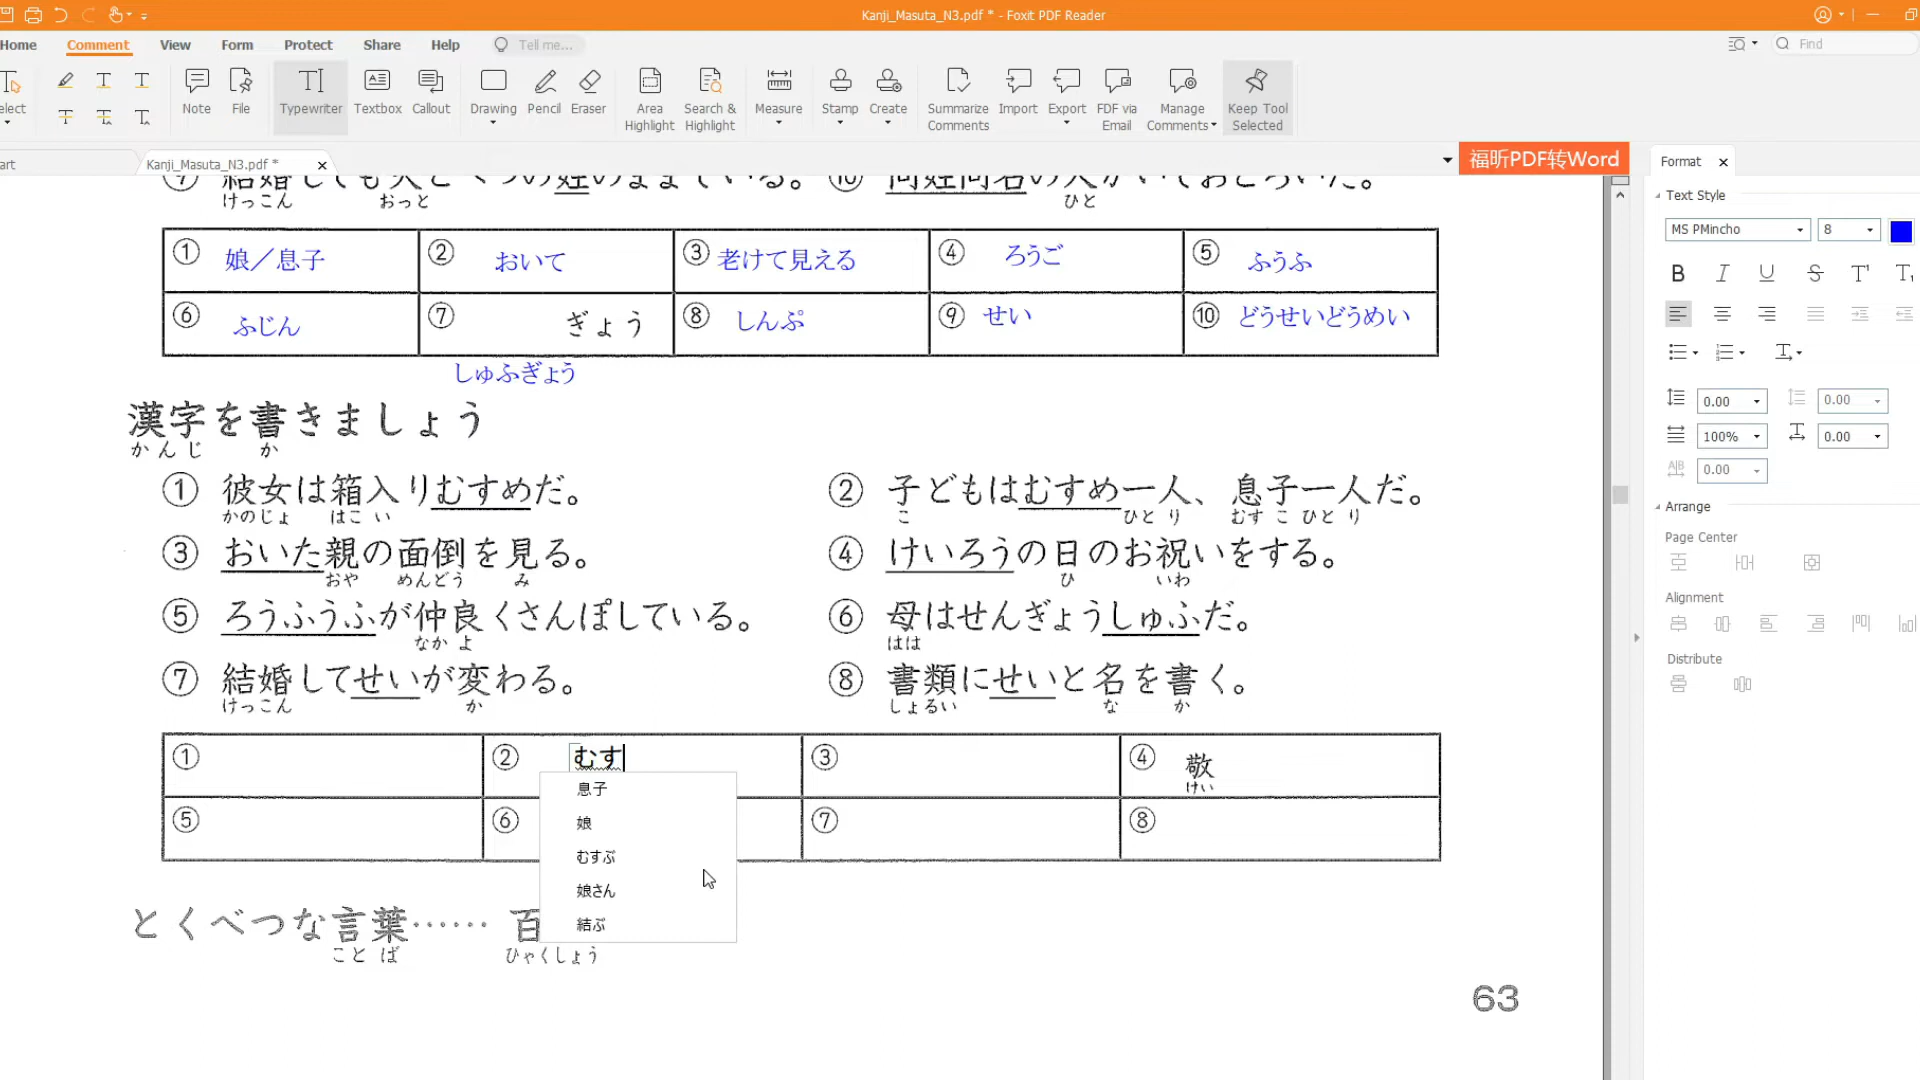 Kanji_Masuta_N3.pdf * - Foxit PDF Reader
Home Comment View Form Protect Share Help Tell me... Find
Note File Typewriter Textbox Callout Drawing Pencil Eraser Area Highlight Search & Highlight Measure Stamp Create Summarize Comments Import Export FDF via Email Manage Comments Keep Tool Selected
Kanji_Masuta_N3.pdf *
福昕PDF转Word
Format
けっこん おっと ひと
① 娘／息子 ② おいて ③ 老けて見える ④ ろうご ⑤ ふうふ
⑥ ふじん ⑦ ぎょう ⑧ しんぷ ⑨ せい ⑩ どうせいどうめい
しゅふぎょう
漢字を書きましょう
かんじ か
① 彼女は箱入りむすめだ。 ② 子どもはむすめ一人、息子一人だ。
かのじょ はこ い こ ひと り むす こ ひと り
③ おいた親の面倒を見る。 ④ けいろうの日のお祝いをする。
おや めんどう み ひ いわ
⑤ ろうふうふが仲良くさんぽしている。 ⑥ 母はせんぎょうしゅふだ。
なか よ はは
⑦ 結婚してせいが変わる。 ⑧ 書類にせいと名を書く。
けっこん か しょるい な か
① ② むす ③ ④ 敬
けい
⑤ ⑥ ⑦ ⑧
息子
娘
むすぶ
娘さん
結ぶ
とくべつな言葉…… 百
こと ば ひゃくしょう
63
Text Style
MS PMincho 8
B I U S T T
0.00 0.00
100% 0.00
0.00
Arrange
Page Center
Alignment
Distribute